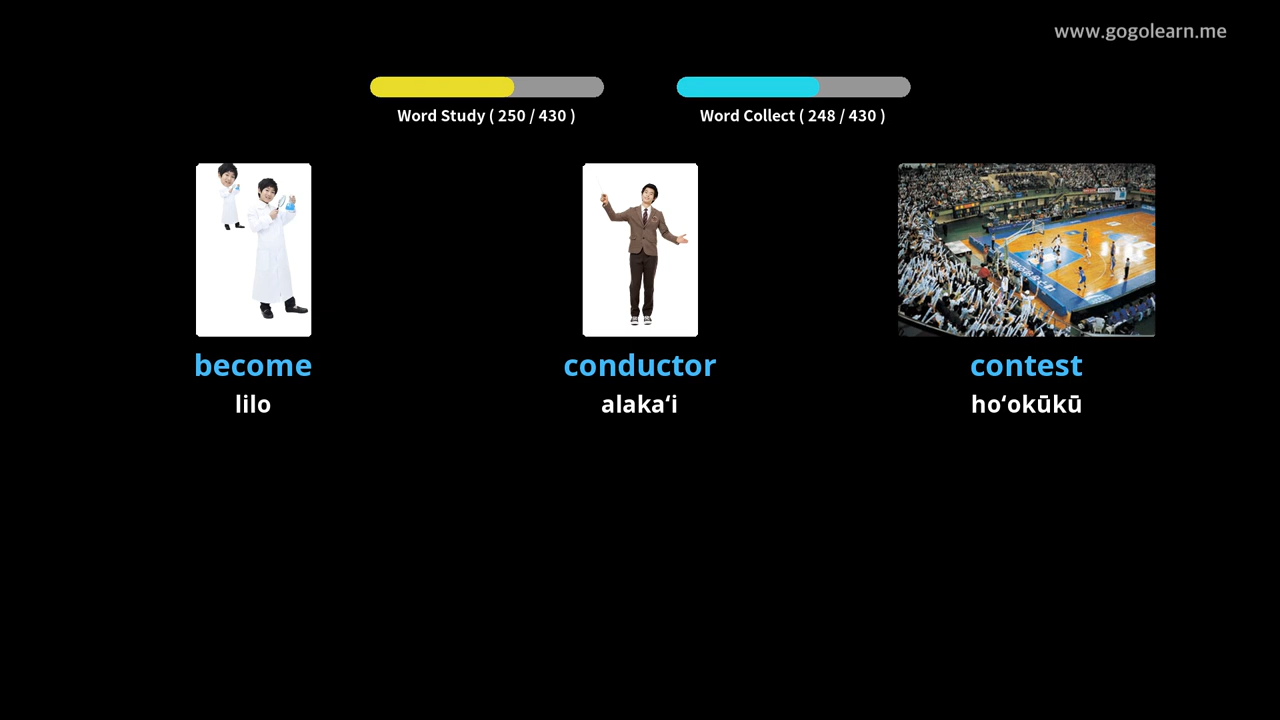 www.gogolearn.me
Word Study ( 250 / 430 )
Word Collect ( 248 / 430 )
become
lilo
conductor
alakaʻi
contest
hoʻokūkū